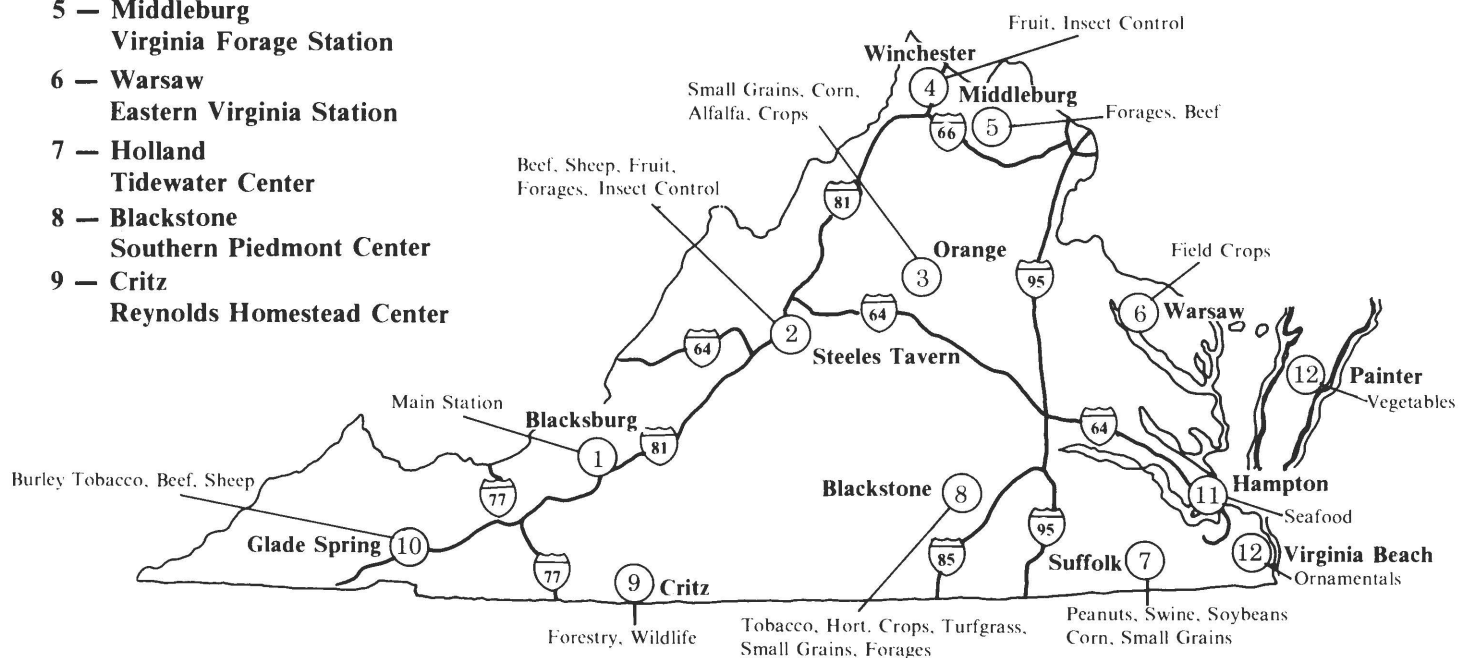 5 — Middleburg
Virginia Forage Station
6 — Warsaw
Eastern Virginia Station
7 — Holland
Tidewater Center
8 — Blackstone
Southern Piedmont Center
9 — Critz
Reynolds Homestead Center
Fruit, Insect Control
Winchester
4
Small Grains, Corn,
Alfalfa, Crops
Middleburg
5
Forages, Beef
66
Beef, Sheep, Fruit,
Forages, Insect Control
81
Orange
3
95
Field Crops
6
Warsaw
2
Steeles Tavern
64
64
12
Painter
Vegetables
Main Station
Blacksburg
1
81
64
Burley Tobacco, Beef, Sheep
77
Blackstone
8
Hampton
11
Seafood
Glade Spring
10
77
9
Critz
Forestry, Wildlife
85
95
Suffolk
7
12
Virginia Beach
Ornamentals
Tobacco, Hort. Crops, Turfgrass,
Small Grains, Forages
Peanuts, Swine, Soybeans
Corn, Small Grains